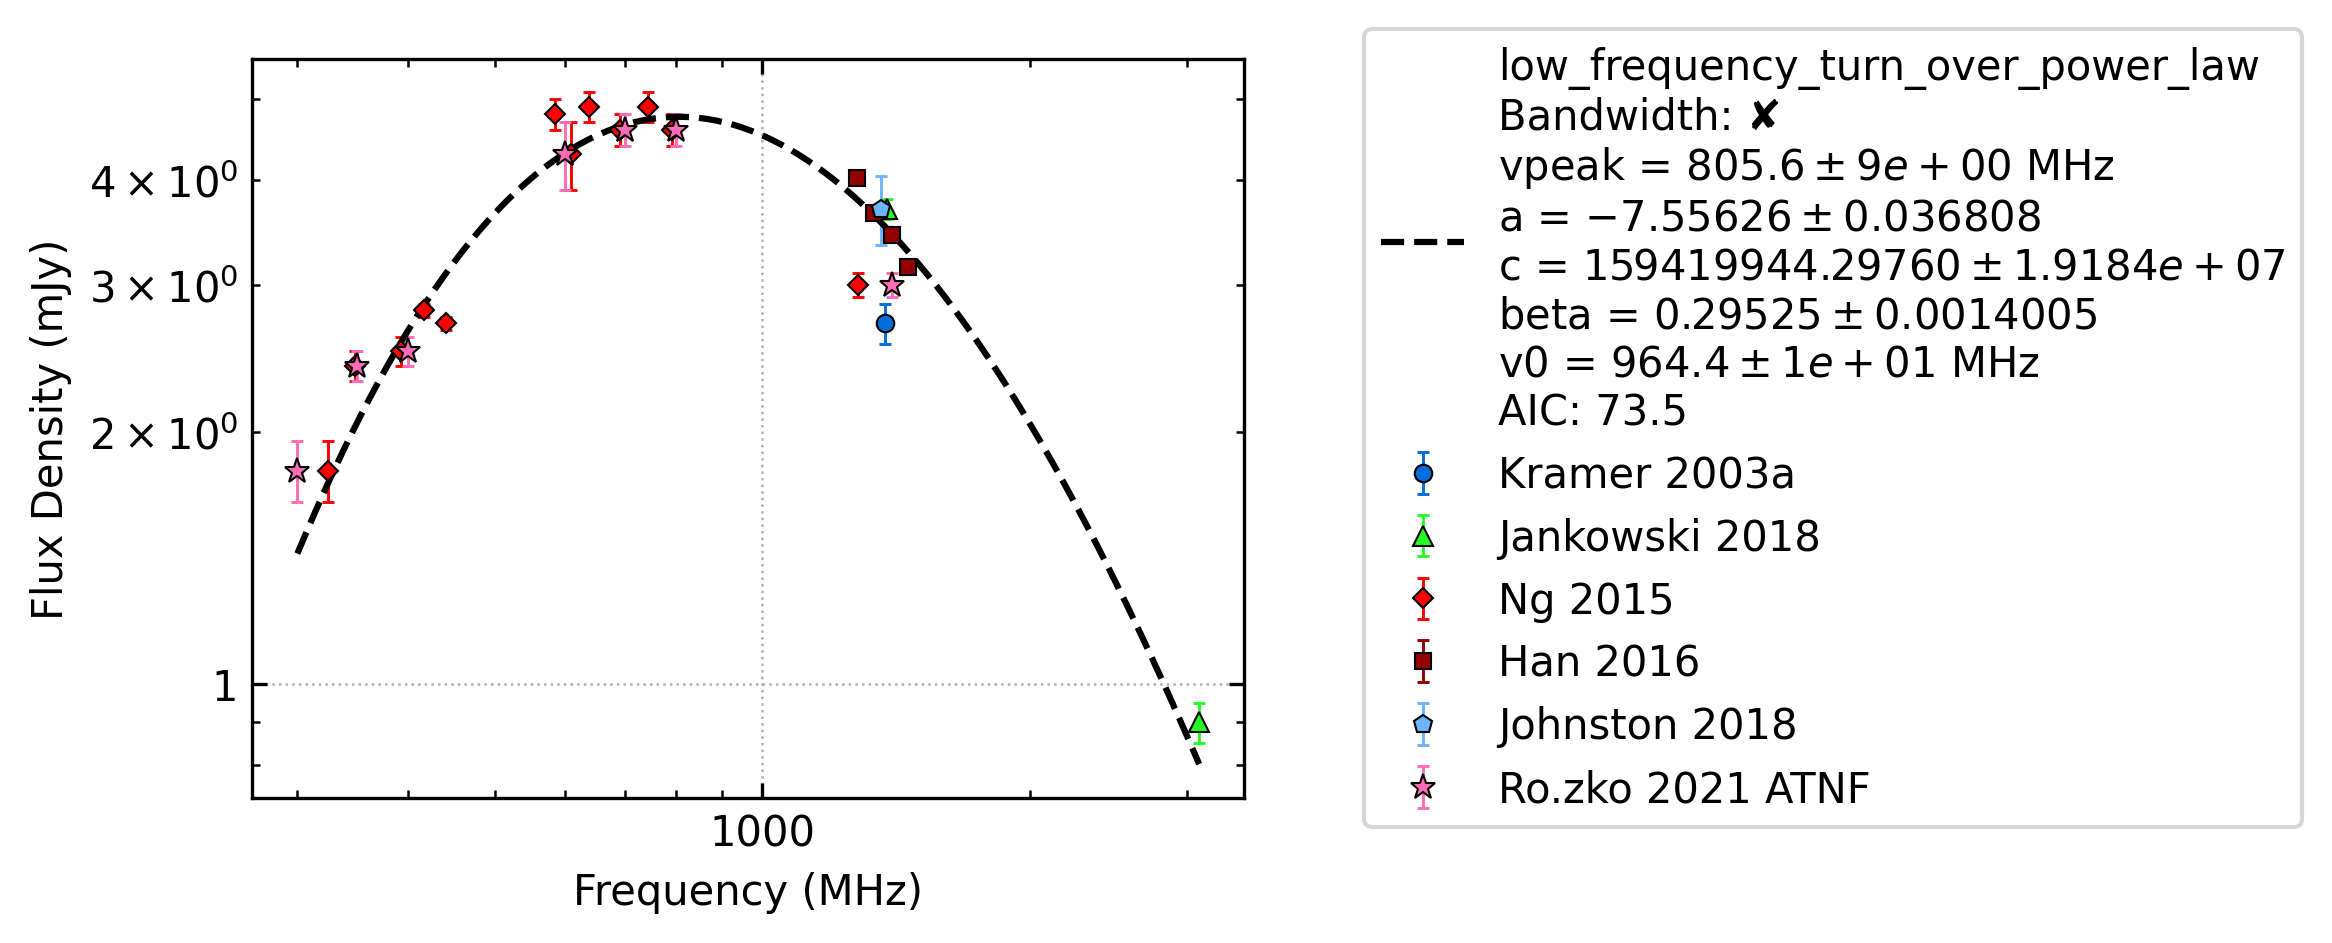 Flux Density (mJy)
4 × 10⁰
3 × 10⁰
2 × 10⁰
1
1000
Frequency (MHz)
low_frequency_turn_over_power_law
Bandwidth: ✘
vpeak = 805.6 ± 9e + 00 MHz
a = −7.55626 ± 0.036808
c = 159419944.29760 ± 1.9184e + 07
beta = 0.29525 ± 0.0014005
v0 = 964.4 ± 1e + 01 MHz
AIC: 73.5
Kramer 2003a
Jankowski 2018
Ng 2015
Han 2016
Johnston 2018
Ro.zko 2021 ATNF